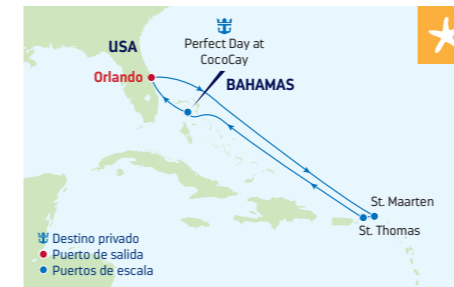 USA
Perfect Day at
CocoCay
Orlando
BAHAMAS
St. Maarten
St. Thomas
Destino privado
Puerto de salida
Puertos de escala